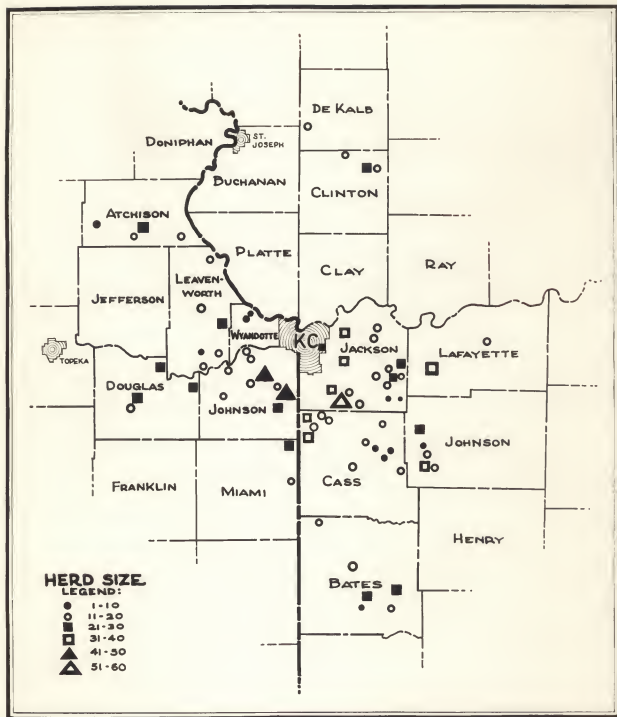 DE KALB
DONIPHAN
ST.
JOSEPH
BUCHANAN
CLINTON
ATCHISON
PLATTE
CLAY
RAY
LEAVEN-
WORTH
JEFFERSON
WYANDOTTE
KC
JACKSON
LAFAYETTE
TOPEKA
DOUGLAS
JOHNSON
JOHNSON
FRANKLIN
MIAMI
CASS
HENRY
BATES
HERD SIZE
LEGEND:
1-10
11-20
21-30
31-40
41-50
51-60